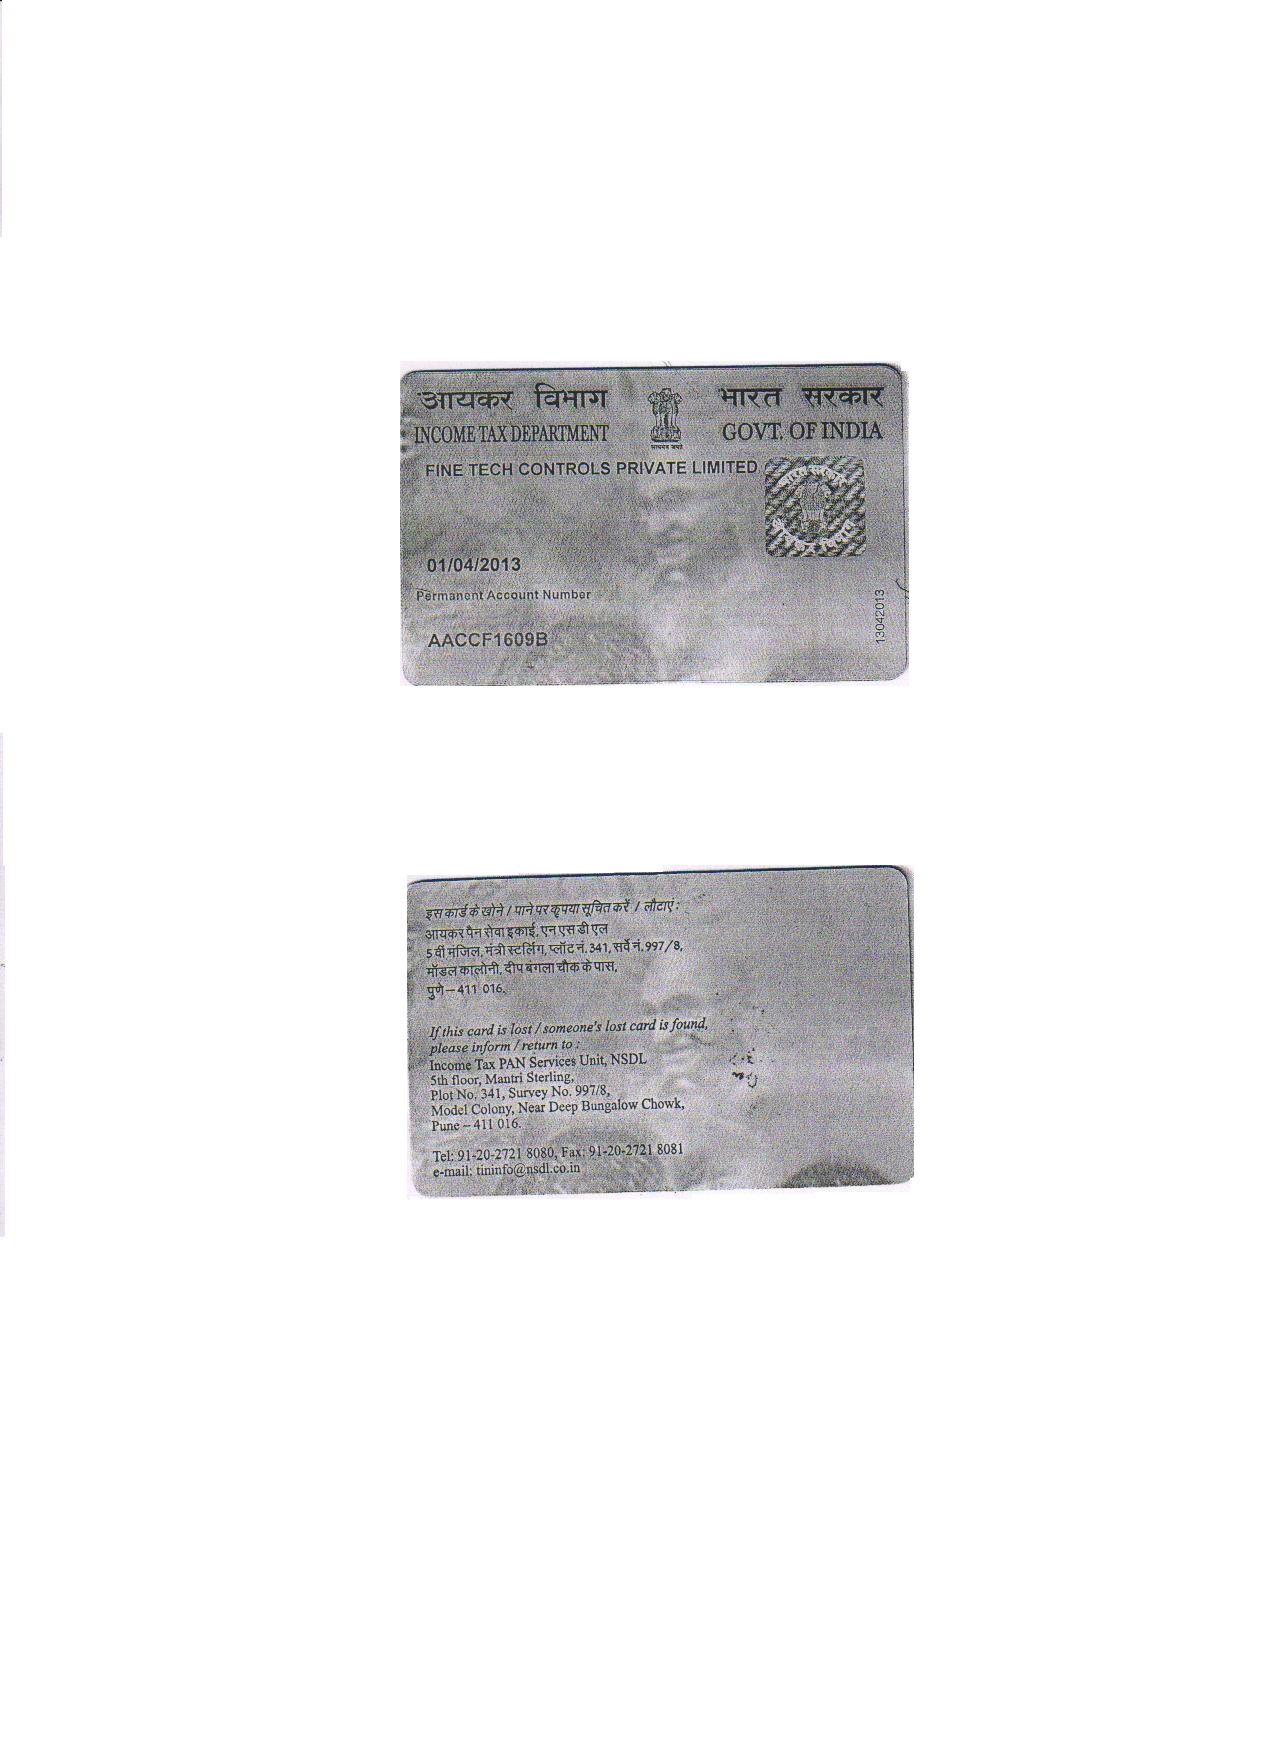 आयकर विभाग
INCOME TAX DEPARTMENT
भारत सरकार
GOVT. OF INDIA
FINE TECH CONTROLS PRIVATE LIMITED
भारत सरकार
आयकर विभाग
01/04/2013
Permanent Account Number
AACCF1609B
13042013
इस कार्ड के खोने / पाने पर कृपया सूचित करें / लौटाएं :
आयकर पैन सेवा इकाई, एन एस डी एल
5 वीं मंजिल, मंत्री स्टर्लिंग, प्लॉट नं. 341, सर्वे नं. 997/8,
मॉडल कालोनी, दीप बंगला चौक के पास,
पुणे – 411 016.
If this card is lost / someone's lost card is found,
please inform / return to :
Income Tax PAN Services Unit, NSDL
5th floor, Mantri Sterling,
Plot No. 341, Survey No. 997/8,
Model Colony, Near Deep Bungalow Chowk,
Pune – 411 016.
Tel: 91-20-2721 8080, Fax: 91-20-2721 8081
e-mail: tininfo@nsdl.co.in